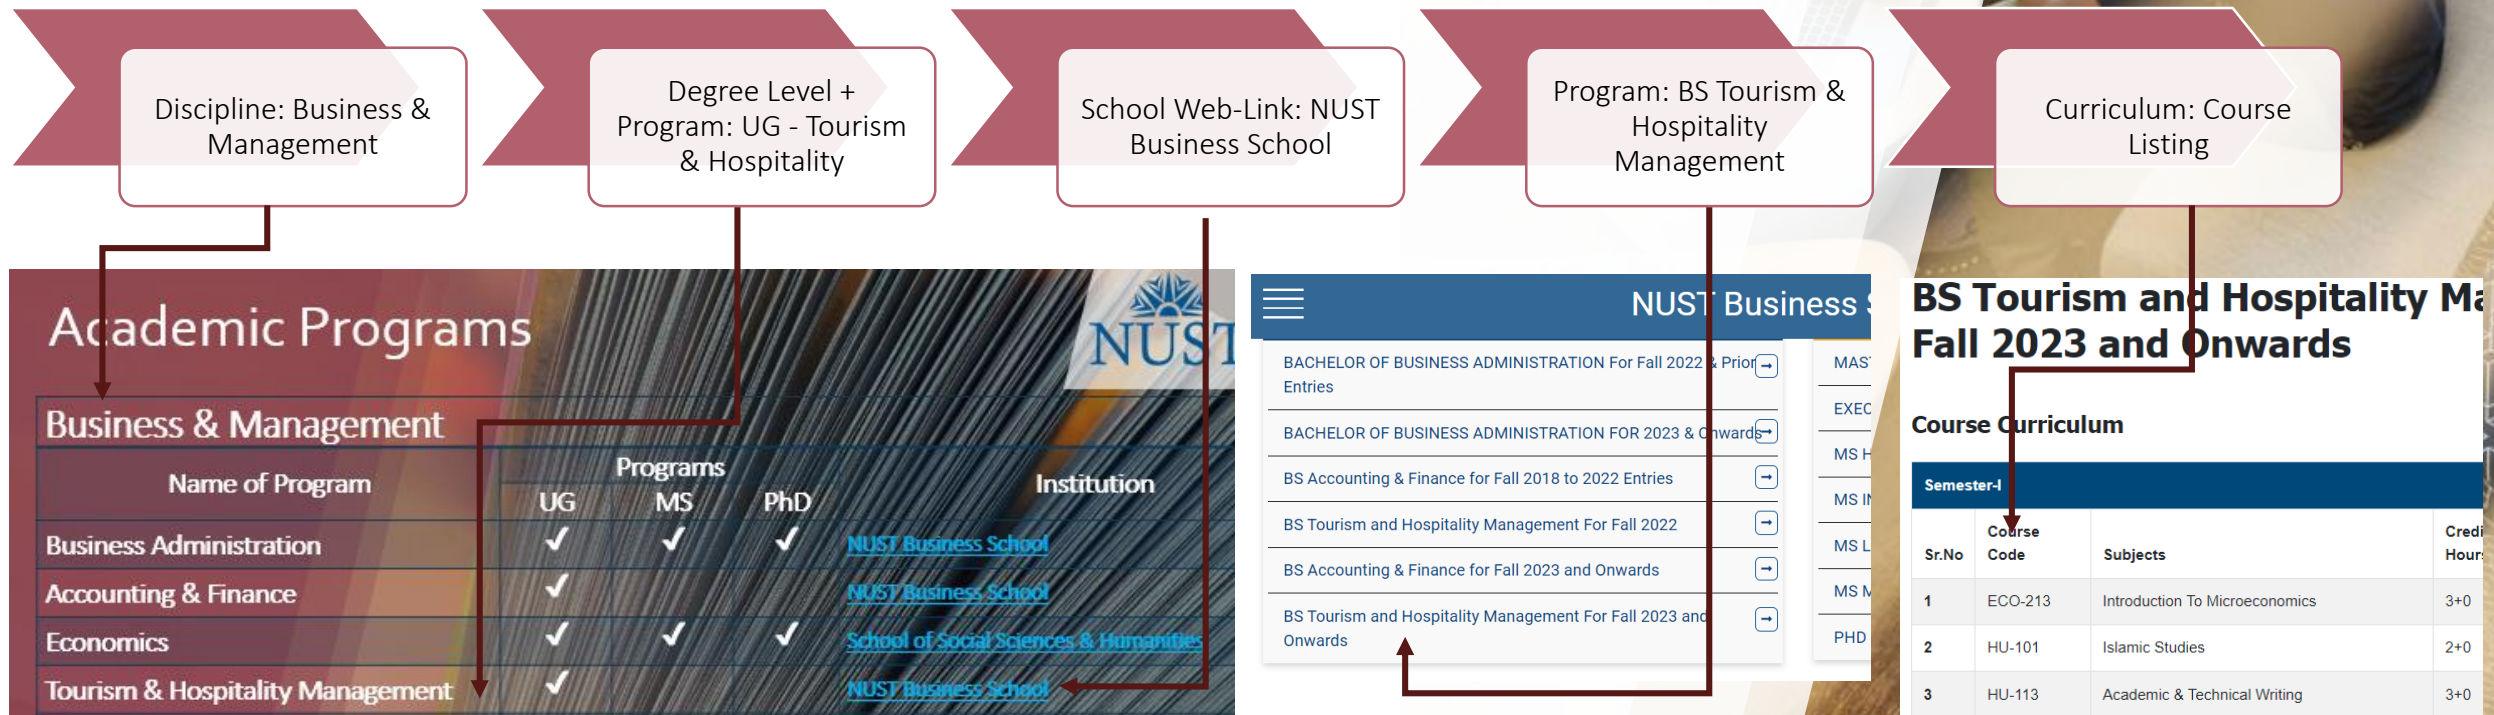 Discipline: Business &
Management
Degree Level +
Program: UG - Tourism
& Hospitality
School Web-Link: NUST
Business School
Program: BS Tourism &
Hospitality
Management
Curriculum: Course
Listing
Academic Programs
NUST
Business & Management
Name of Program
Programs
Institution
UG MS PhD
Business Administration ✓ ✓ ✓ NUST Business School
Accounting & Finance ✓ NUST Business School
Economics ✓ ✓ ✓ School of Social Sciences & Humanities
Tourism & Hospitality Management ✓ NUST Business School
NUST Business
BACHELOR OF BUSINESS ADMINISTRATION For Fall 2022 & Prior
Entries
BACHELOR OF BUSINESS ADMINISTRATION FOR 2023 & Onwards
BS Accounting & Finance for Fall 2018 to 2022 Entries
BS Tourism and Hospitality Management For Fall 2022
BS Accounting & Finance for Fall 2023 and Onwards
BS Tourism and Hospitality Management For Fall 2023 and
Onwards
MAS
EXEC
MS H
MS IN
MS L
MS M
PHD
BS Tourism and Hospitality Ma
Fall 2023 and Onwards
Course Curriculum
Semester-I
Sr.No Course Code Subjects Credi Hour
1 ECO-213 Introduction To Microeconomics 3+0
2 HU-101 Islamic Studies 2+0
3 HU-113 Academic & Technical Writing 3+0